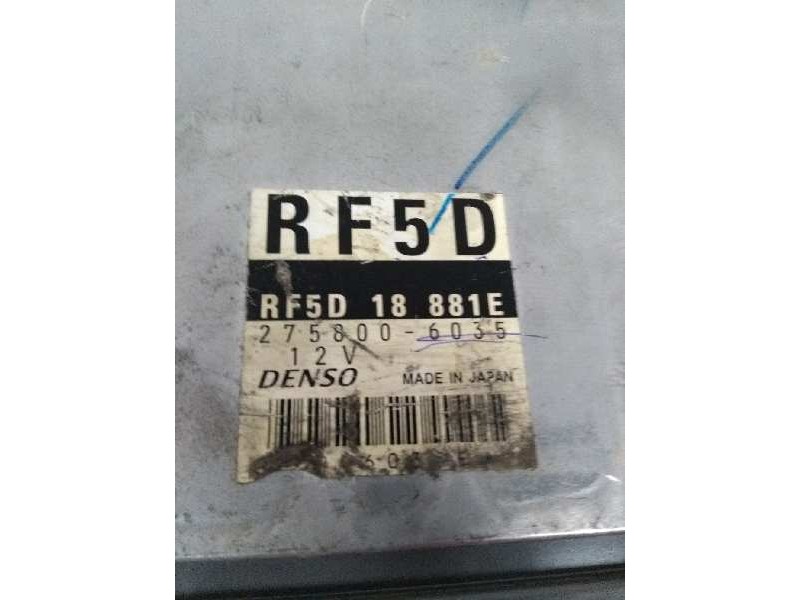 RF5D
RF5D 18 881E
275800-6035
12V
DENSO MADE IN JAPAN